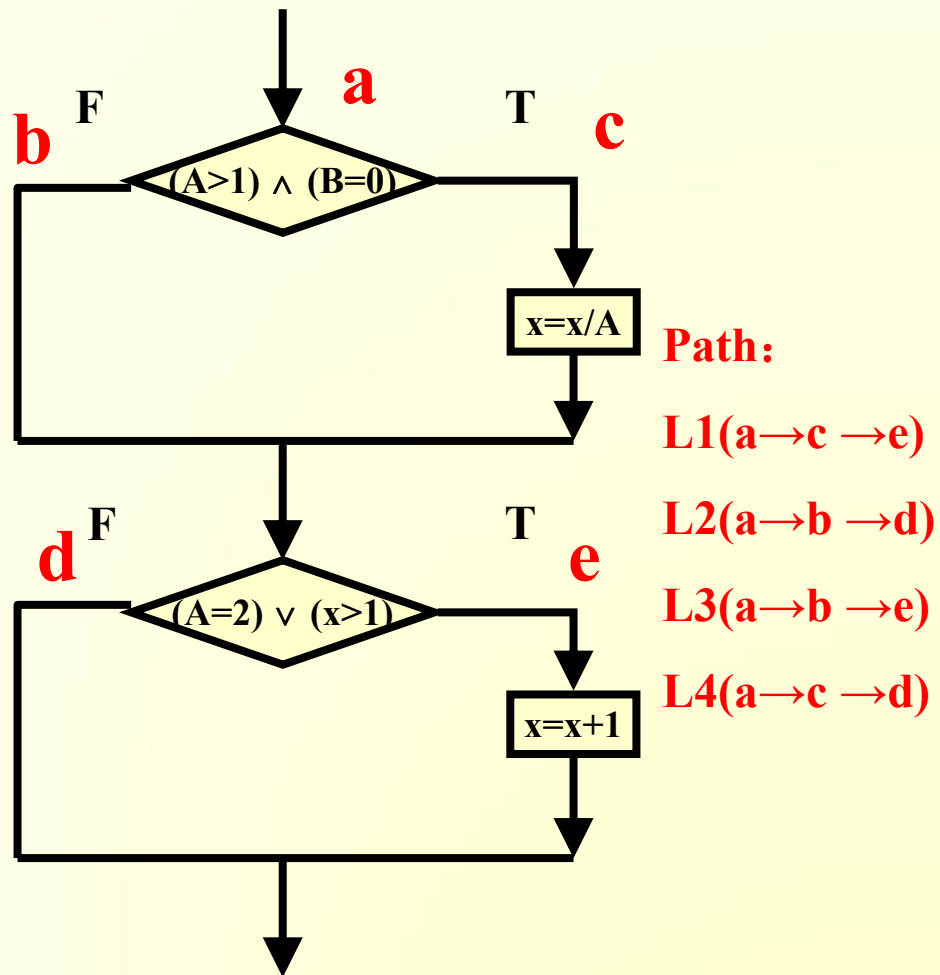 a
F
T
b
c
(A>1) ∧ (B=0)
x=x/A
Path：
L1(a→c →e)
L2(a→b →d)
F
T
d
e
(A=2) ∨ (x>1)
L3(a→b →e)
L4(a→c →d)
x=x+1